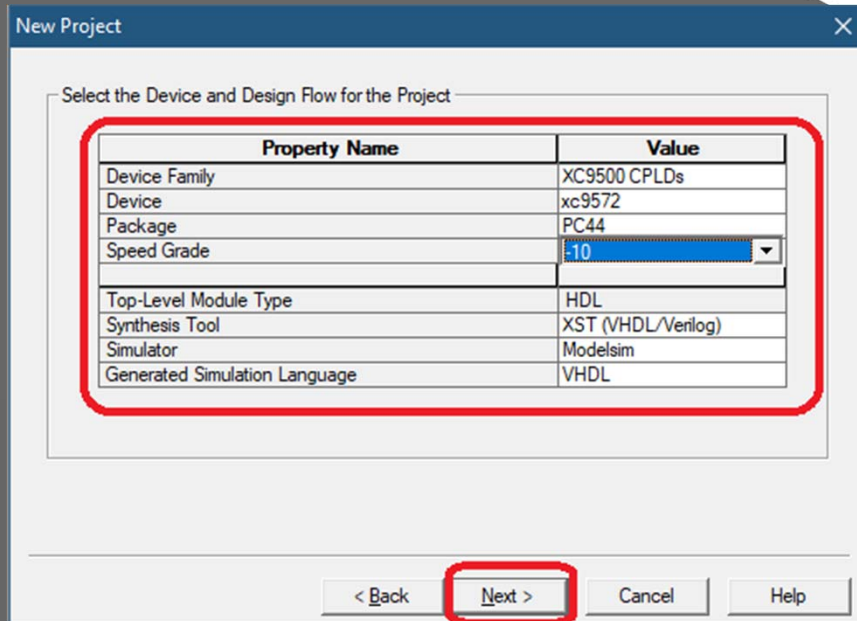 New Project
Select the Device and Design Flow for the Project
Property Name Value
Device Family XC9500 CPLDs
Device xc9572
Package PC44
Speed Grade -10
Top-Level Module Type HDL
Synthesis Tool XST (VHDL/Verilog)
Simulator Modelsim
Generated Simulation Language VHDL
< Back Next > Cancel Help